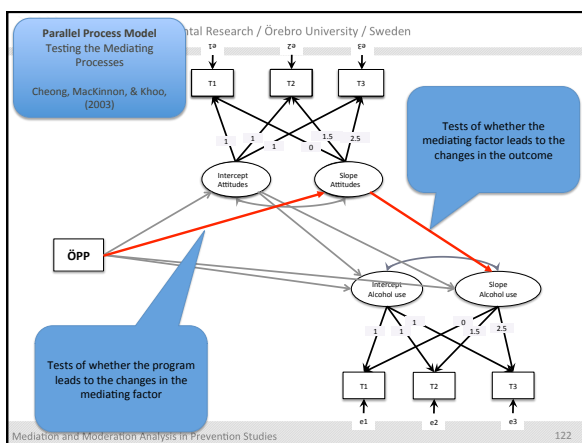 Parallel Process Model
Testing the Mediating
Processes
Cheong, MacKinnon, & Khoo,
(2003)
ntal Research / Örebro University / Sweden
e1 e2 e3
T1 T2 T3
Tests of whether the
mediating factor leads to the
changes in the outcome
1 1 1 0 1.5 2.5
Intercept
Attitudes
Slope
Attitudes
ÖPP
Intercept
Alcohol use
Slope
Alcohol use
1 1 1 0 1.5 2.5
Tests of whether the program
leads to the changes in the
mediating factor
T1 T2 T3
e1 e2 e3
Mediation and Moderation Analysis in Prevention Studies
122